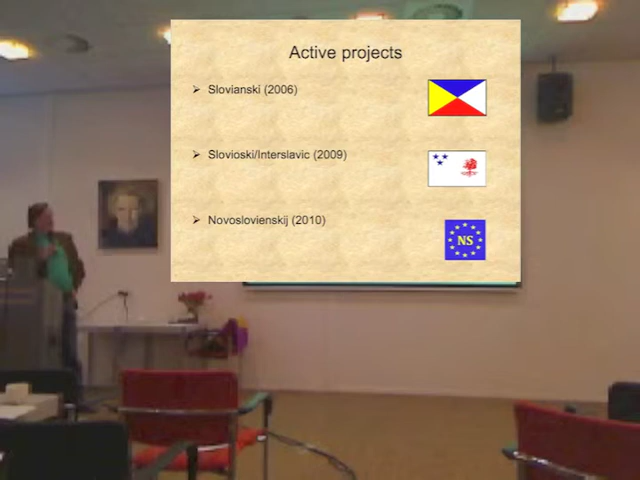 Active projects
Slovianski (2006)
Slovioski/Interslavic (2009)
Novoslovienskij (2010)
NS